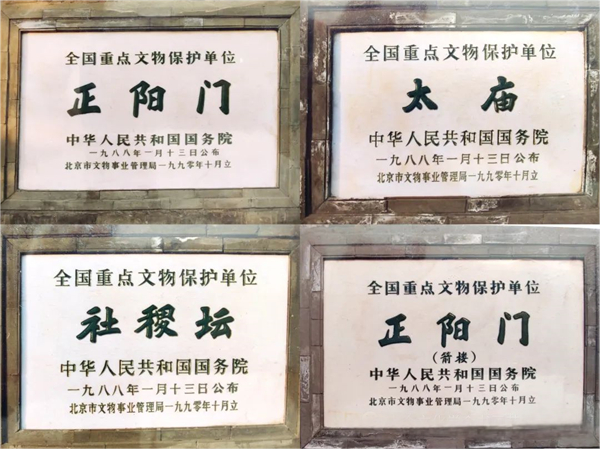 全国重点文物保护单位
正阳门
中华人民共和国国务院
一九八八年一月十三日公布
北京市文物事业管理局一九九零年十月立
全国重点文物保护单位
太庙
中华人民共和国国务院
一九八八年一月十三日公布
北京市文物事业管理局一九九零年十月立
全国重点文物保护单位
社稷坛
中华人民共和国国务院
一九八八年一月十三日公布
北京市文物事业管理局一九九零年十月立
全国重点文物保护单位
正阳门
(箭楼)
中华人民共和国国务院
一九八八年一月十三日公布
北京市文物事业管理局一九九零年十月立